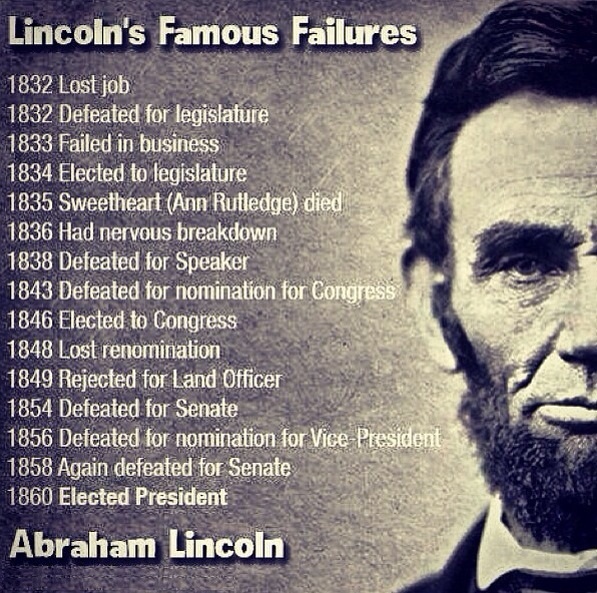 Lincoln's Famous Failures
1832 Lost job
1832 Defeated for legislature
1833 Failed in business
1834 Elected to legislature
1835 Sweetheart (Ann Rutledge) died
1836 Had nervous breakdown
1838 Defeated for Speaker
1843 Defeated for nomination for Congress
1846 Elected to Congress
1848 Lost renomination
1849 Rejected for Land Officer
1854 Defeated for Senate
1856 Defeated for nomination for Vice-President
1858 Again defeated for Senate
1860 Elected President
Abraham Lincoln